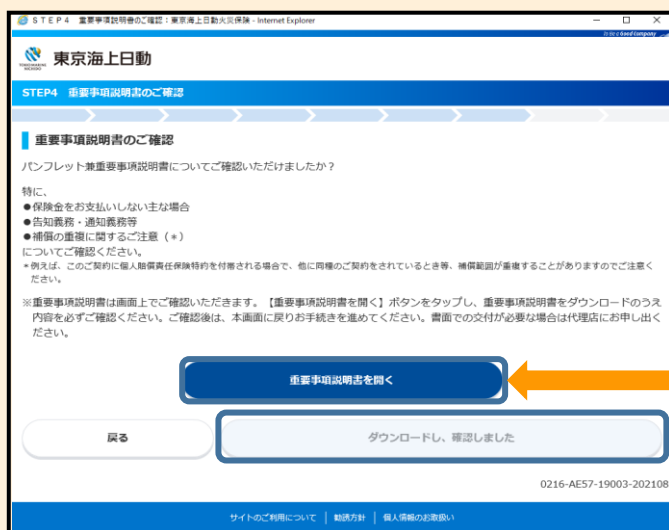 STEP4 重要事項説明書のご確認：東京海上日動火災保険 - Internet Explorer
To Be a Good Company
TOKIO MARINE
NICHIDO
東京海上日動
STEP4 重要事項説明書のご確認
重要事項説明書のご確認
パンフレット兼重要事項説明書についてご確認いただけましたか？
特に、
●保険金をお支払いしない主な場合
●告知義務・通知義務等
●補償の重複に関するご注意（*）
についてご確認ください。
*例えば、このご契約に個人賠償責任保険特約を付帯される場合で、他に同種のご契約をされているとき等、補償範囲が重複することがありますのでご注意く
ださい。
※重要事項説明書は画面上でご確認いただきます。【重要事項説明書を開く】ボタンをタップし、重要事項説明書をダウンロードのうえ
内容を必ずご確認ください。ご確認後は、本画面に戻りお手続きを進めてください。書面での交付が必要な場合は代理店にお申し出く
ださい。
重要事項説明書を開く
戻る
ダウンロードし、確認しました
0216-AE57-19003-202108
サイトのご利用について | 勧誘方針 | 個人情報のお取扱い